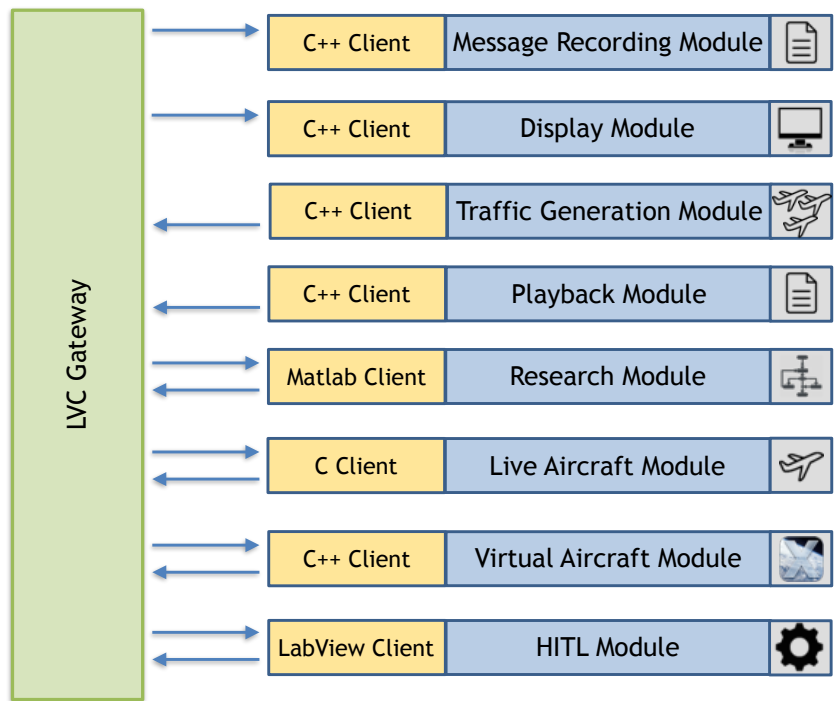 LVC Gateway
C++ Client Message Recording Module
C++ Client Display Module
C++ Client Traffic Generation Module
C++ Client Playback Module
Matlab Client Research Module
C Client Live Aircraft Module
C++ Client Virtual Aircraft Module
LabView Client HITL Module